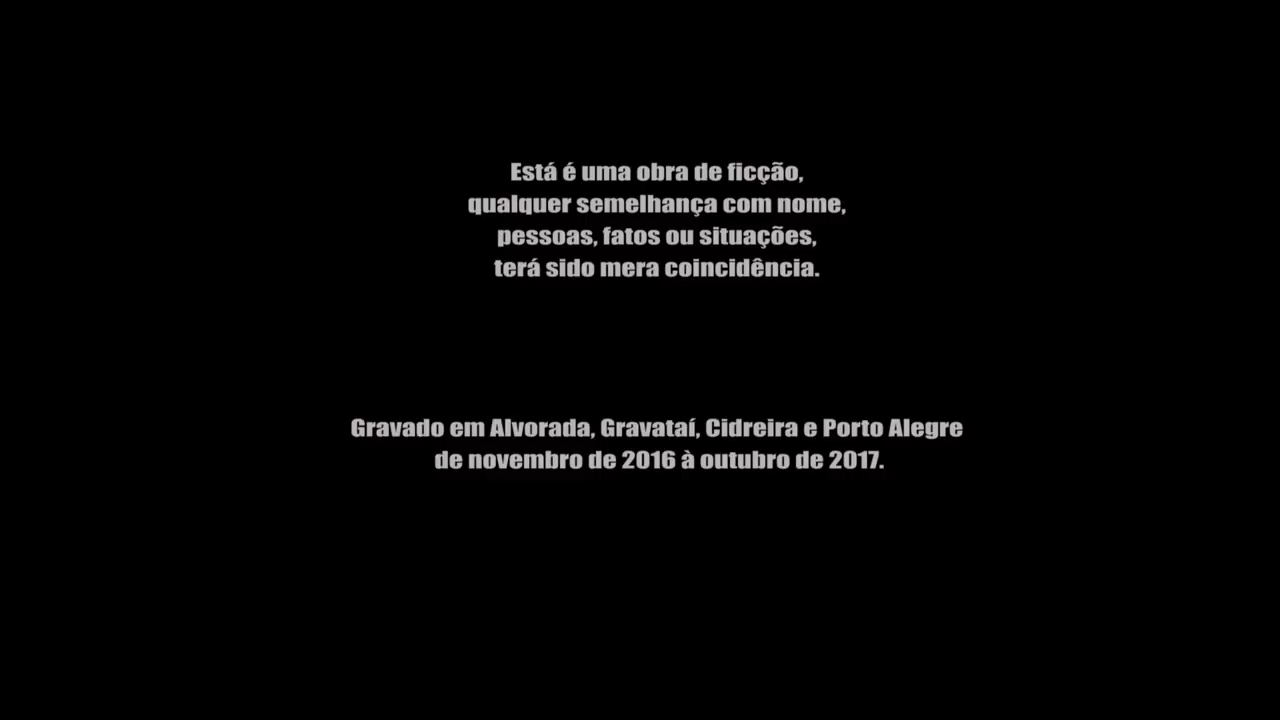 Está é uma obra de ficção,
qualquer semelhança com nome,
pessoas, fatos ou situações,
terá sido mera coincidência.
Gravado em Alvorada, Gravataí, Cidreira e Porto Alegre
de novembro de 2016 à outubro de 2017.